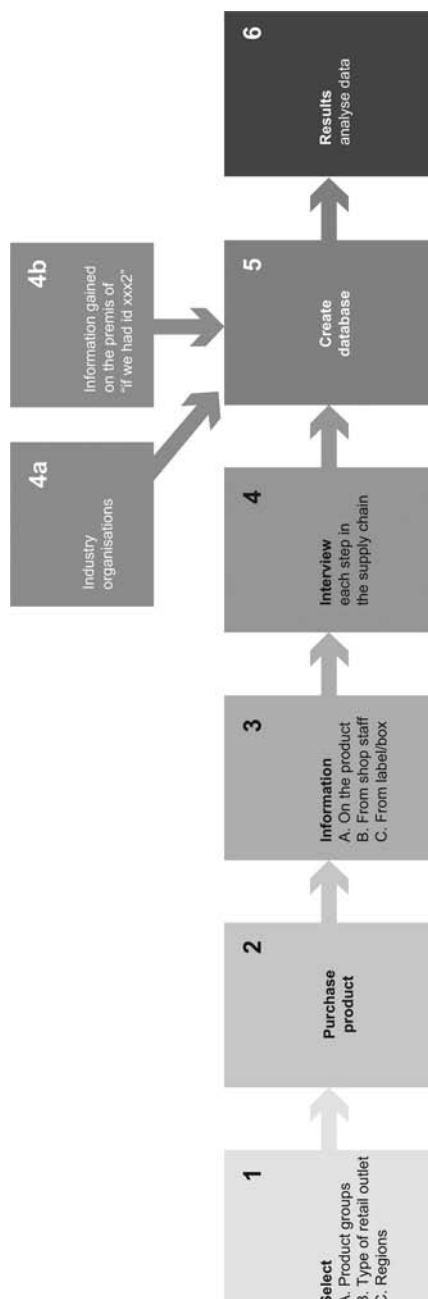 1
Select
A. Product groups
B. Type of retail outlet
C. Regions
2
Purchase
product
3
Information
A. On the product
B. From shop staff
C. From label/box
4
Interview
each step in
the supply chain
4a
Industry
organisations
4b
Information gained
on the premis of
“if we had id xxx2”
5
Create
database
6
Results
analyse data